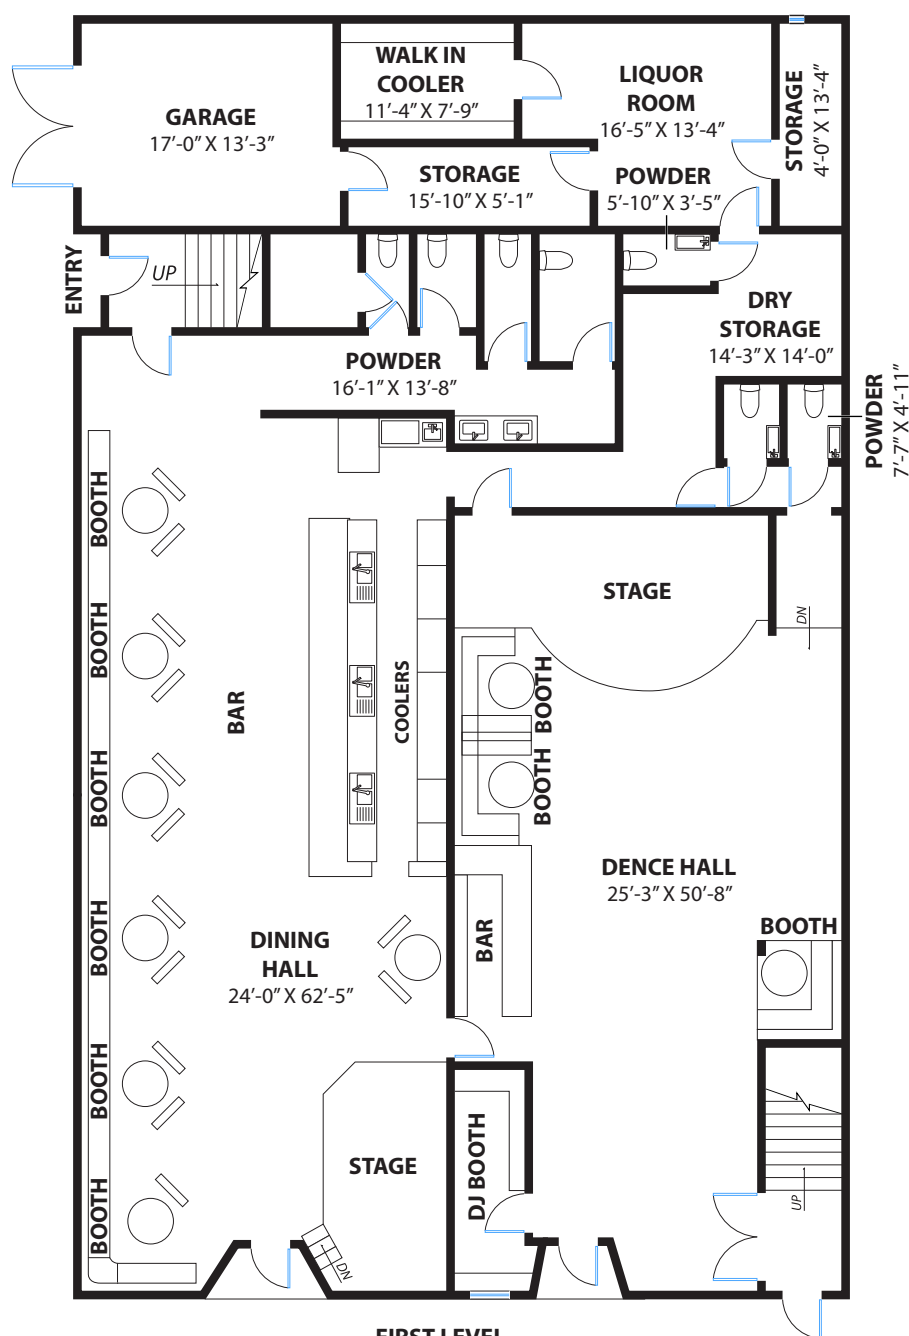 WALK IN
COOLER
11'-4" X 7'-9"
LIQUOR
ROOM
16'-5" X 13'-4"
STORAGE
4'-0" X 13'-4"
GARAGE
17'-0" X 13'-3"
STORAGE
15'-10" X 5'-1"
POWDER
5'-10" X 3'-5"
ENTRY
UP
DRY
STORAGE
14'-3" X 14'-0"
POWDER
16'-1" X 13'-8"
POWDER
7'-7" X 4'-11"
BOOTH
BOOTH
BOOTH
BOOTH
BOOTH
BOOTH
BAR
COOLERS
STAGE
DN
BOOTH
BOOTH
DENCE HALL
25'-3" X 50'-8"
BOOTH
BAR
DINING
HALL
24'-0" X 62'-5"
STAGE
DN
DJ BOOTH
UP
FIRST LEVEL